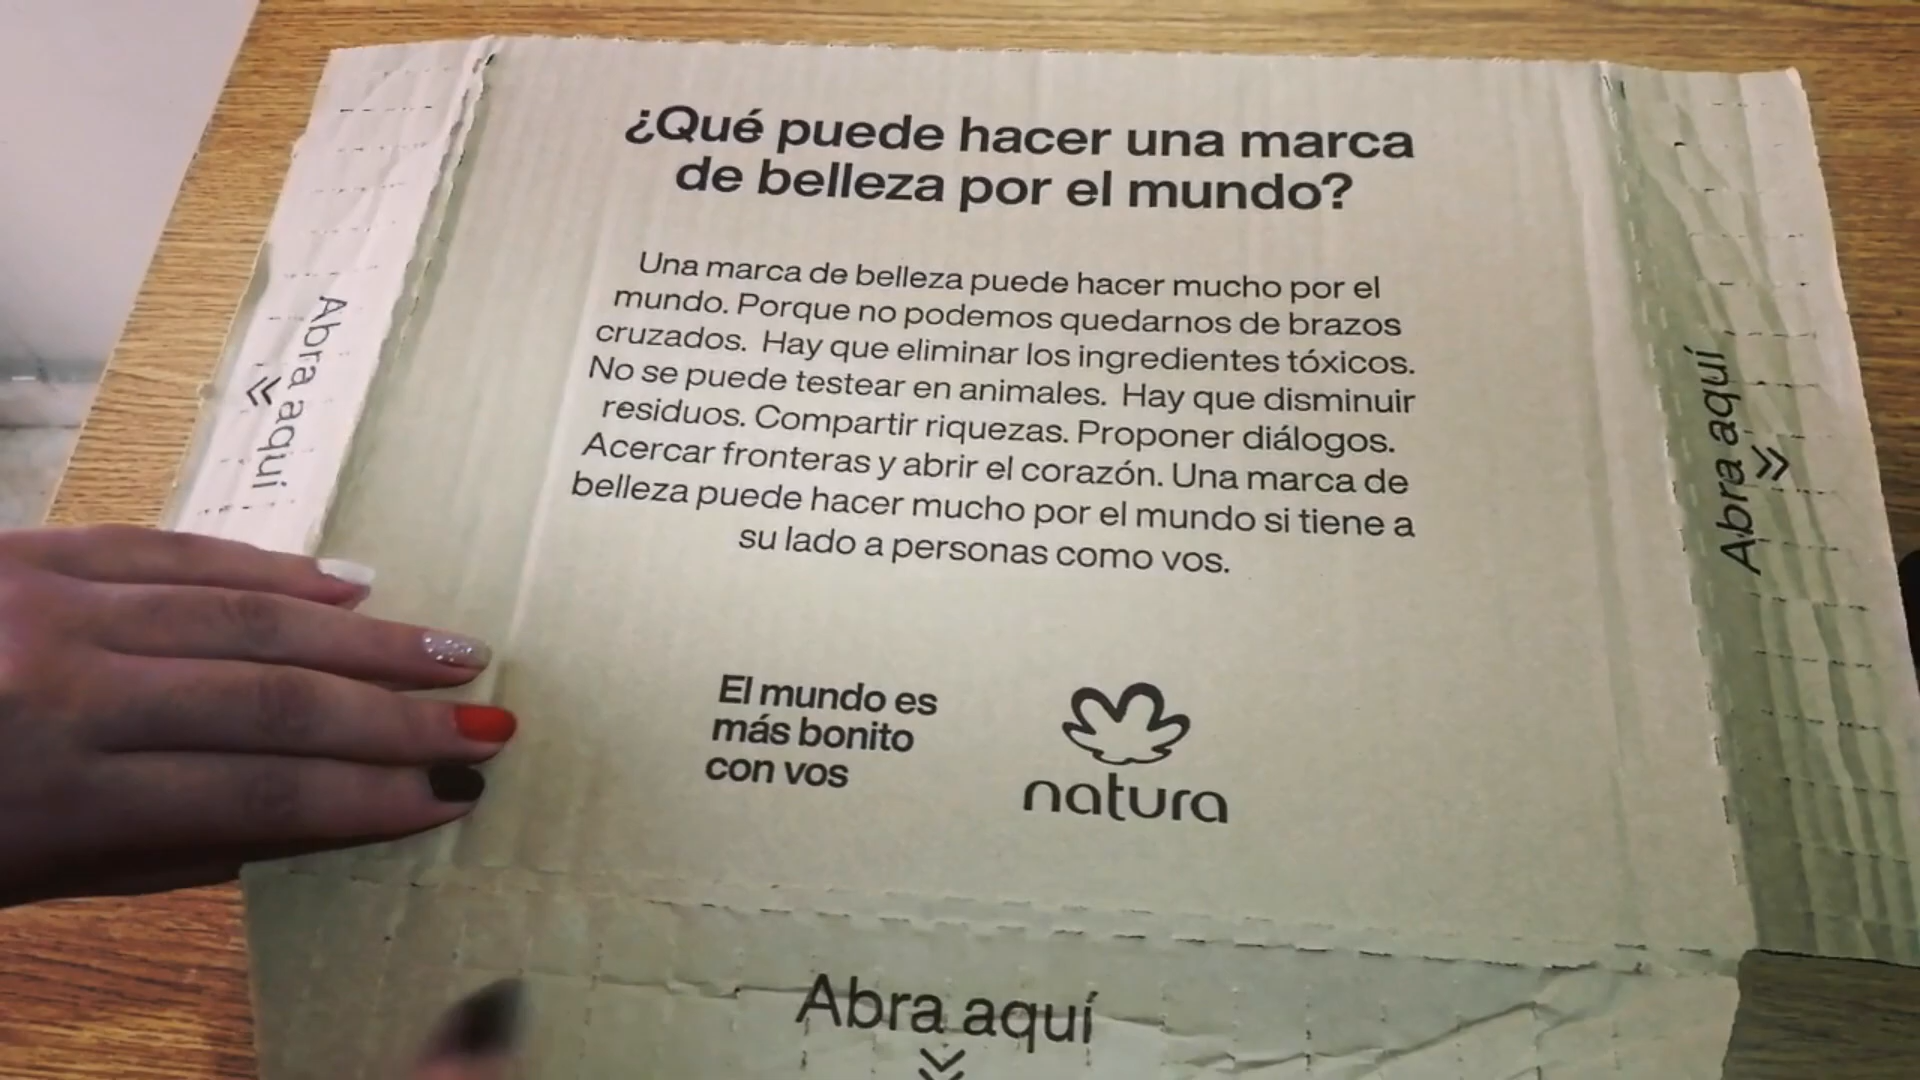 ¿Qué puede hacer una marca
de belleza por el mundo?
Una marca de belleza puede hacer mucho por el
mundo. Porque no podemos quedarnos de brazos
cruzados. Hay que eliminar los ingredientes tóxicos.
No se puede testear en animales. Hay que disminuir
residuos. Compartir riquezas. Proponer diálogos.
Acercar fronteras y abrir el corazón. Una marca de
belleza puede hacer mucho por el mundo si tiene a
su lado a personas como vos.
El mundo es
más bonito
con vos
natura
Abra aquí
Abra aquí
Abra aquí